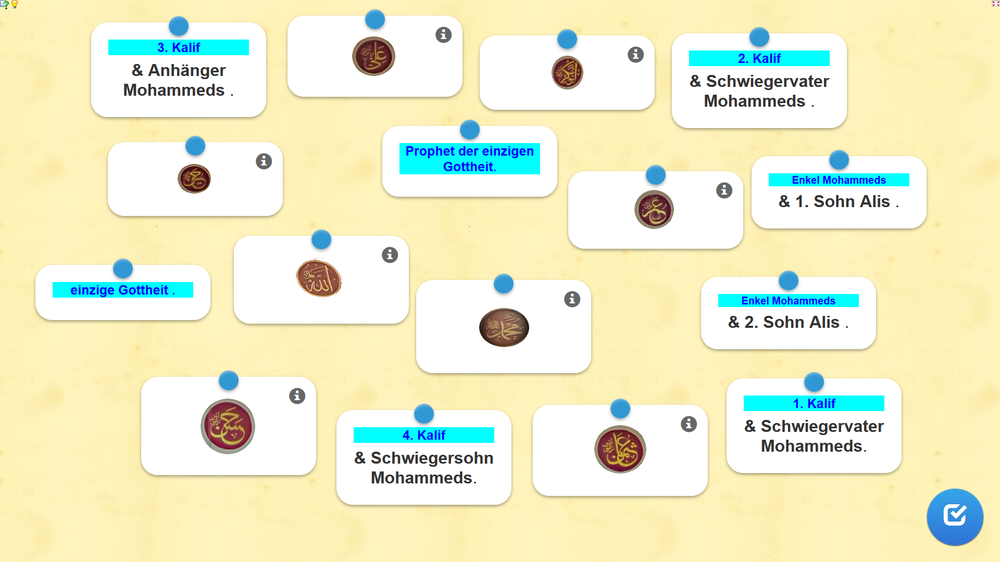 3. Kalif
& Anhänger
Mohammeds .
علي
ابوبكر
2. Kalif
& Schwiegervater
Mohammeds .
حسين
Prophet der einzigen
Gottheit.
عمر
Enkel Mohammeds
& 1. Sohn Alis .
einzige Gottheit .
الله
محمد
Enkel Mohammeds
& 2. Sohn Alis .
حسن
4. Kalif
& Schwiegersohn
Mohammeds.
عثمان
1. Kalif
& Schwiegervater
Mohammeds.